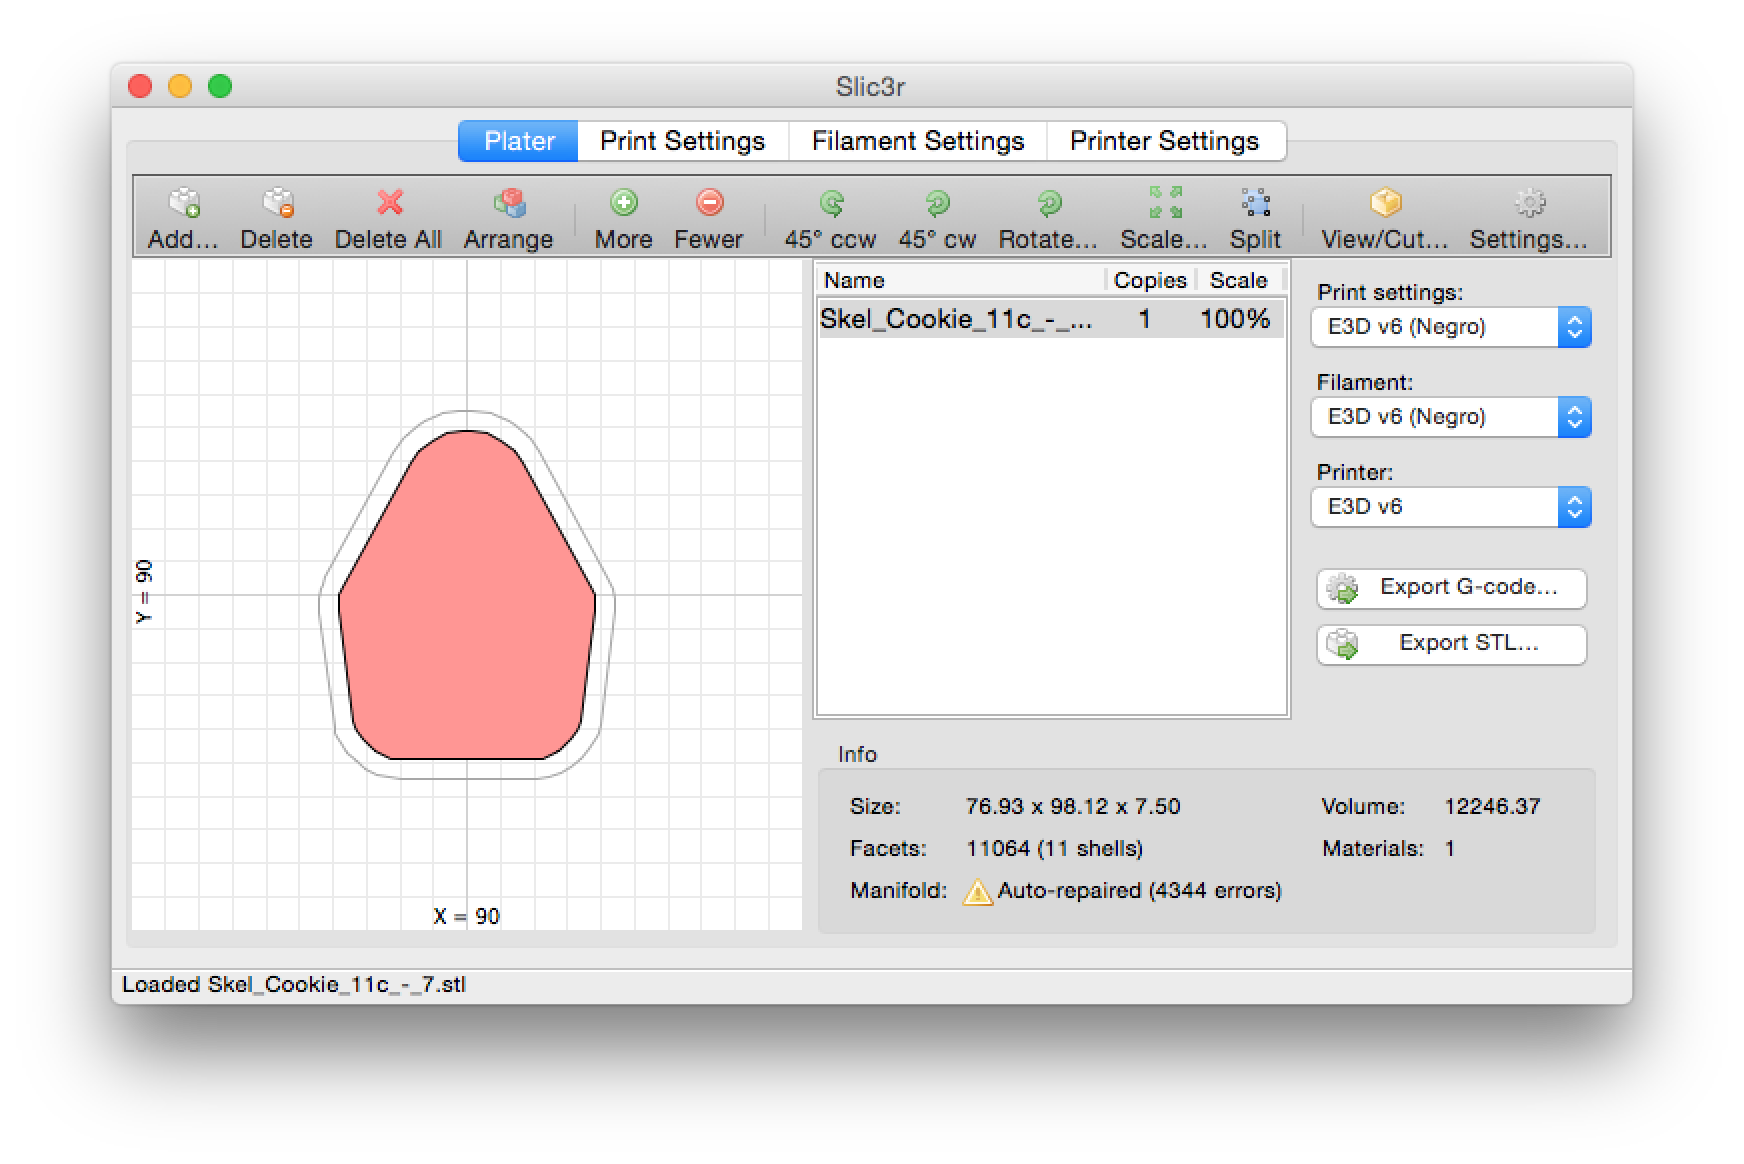 Slic3r
Plater Print Settings Filament Settings Printer Settings
Add... Delete Delete All Arrange More Fewer 45° ccw 45° cw Rotate... Scale... Split View/Cut... Settings...
Name Copies Scale
Skel_Cookie_11c_-_... 1 100%
Print settings:
E3D v6 (Negro)
Filament:
E3D v6 (Negro)
Printer:
E3D v6
Export G-code...
Export STL...
Y = 90
X = 90
Info
Size: 76.93 x 98.12 x 7.50 Volume: 12246.37
Facets: 11064 (11 shells) Materials: 1
Manifold: Auto-repaired (4344 errors)
Loaded Skel_Cookie_11c_-_7.stl